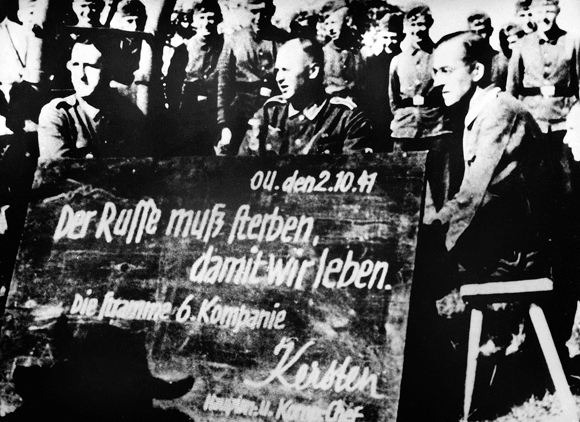 OU. den 2.10.41
Der Russe muß sterben,
damit wir leben.
Die stramme 6. Kompanie
Kersten
Hauptm. u. Komp. Chef